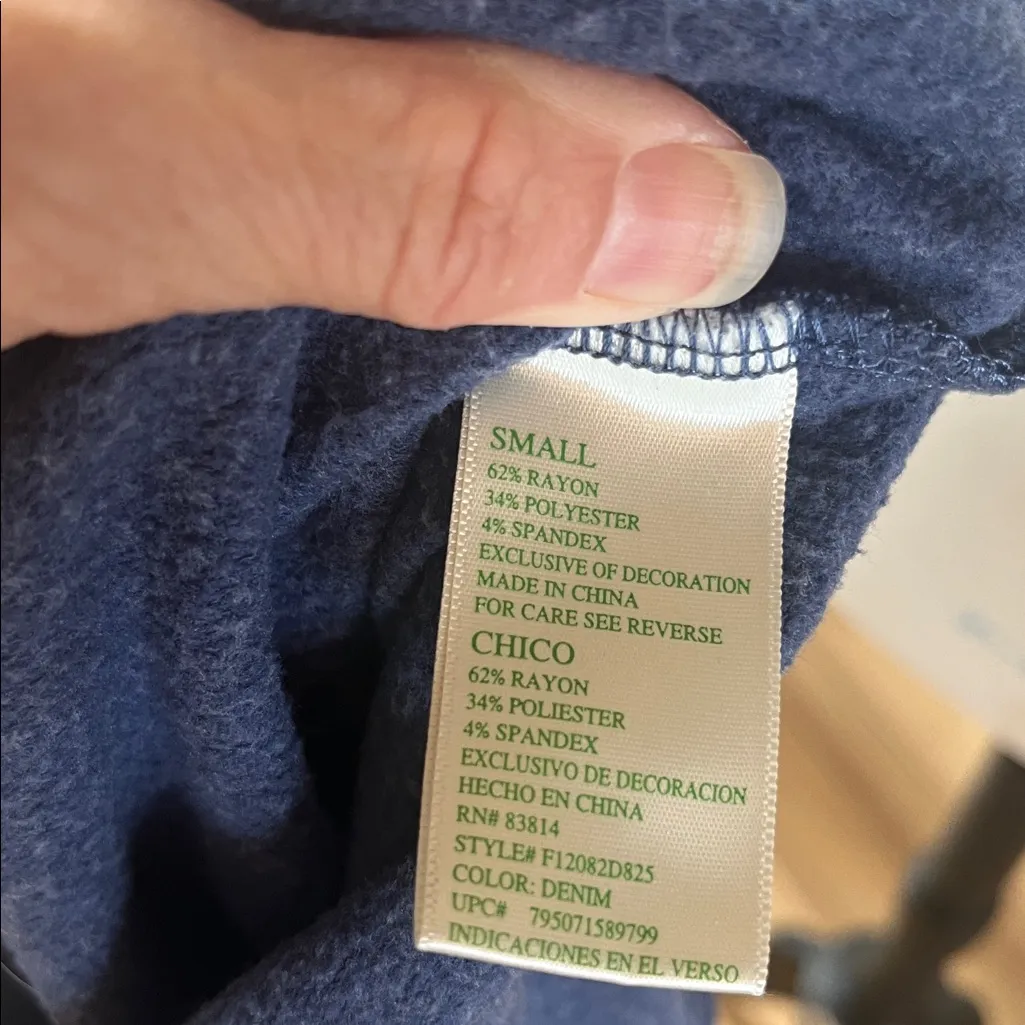 SMALL
62% RAYON
34% POLYESTER
4% SPANDEX
EXCLUSIVE OF DECORATION
MADE IN CHINA
FOR CARE SEE REVERSE
CHICO
62% RAYON
34% POLIESTER
4% SPANDEX
EXCLUSIVO DE DECORACION
HECHO EN CHINA
RN# 83814
STYLE# F12082D825
COLOR: DENIM
UPC# 795071589799
INDICACIONES EN EL VERSO